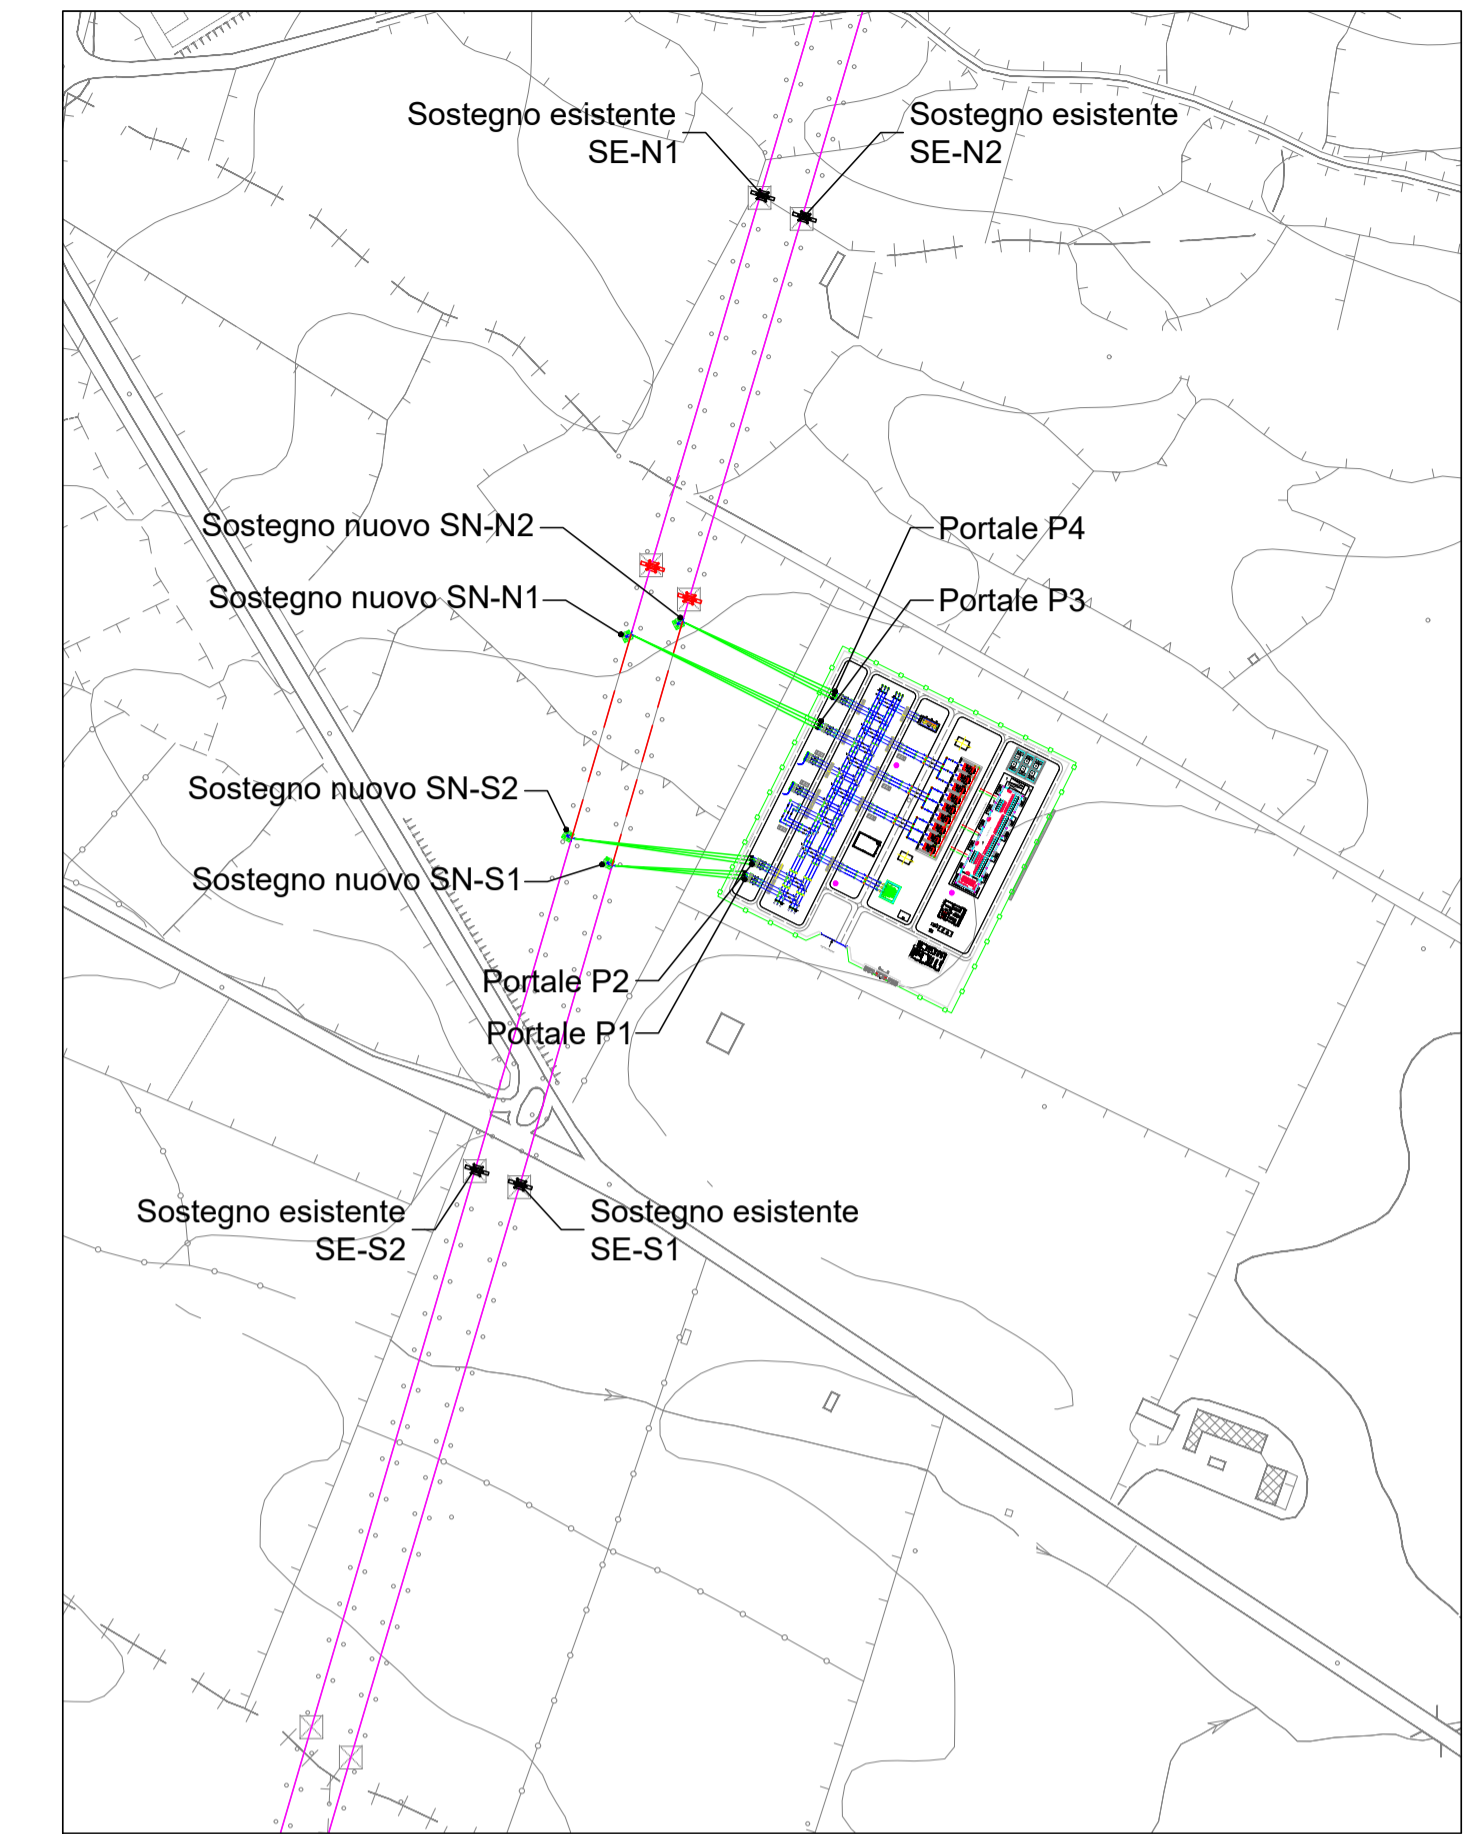 Sostegno esistente
SE-N1
Sostegno esistente
SE-N2
Sostegno nuovo SN-N2
Portale P4
Sostegno nuovo SN-N1
Portale P3
Sostegno nuovo SN-S2
Sostegno nuovo SN-S1
Portale P2
Portale P1
Sostegno esistente
SE-S2
Sostegno esistente
SE-S1